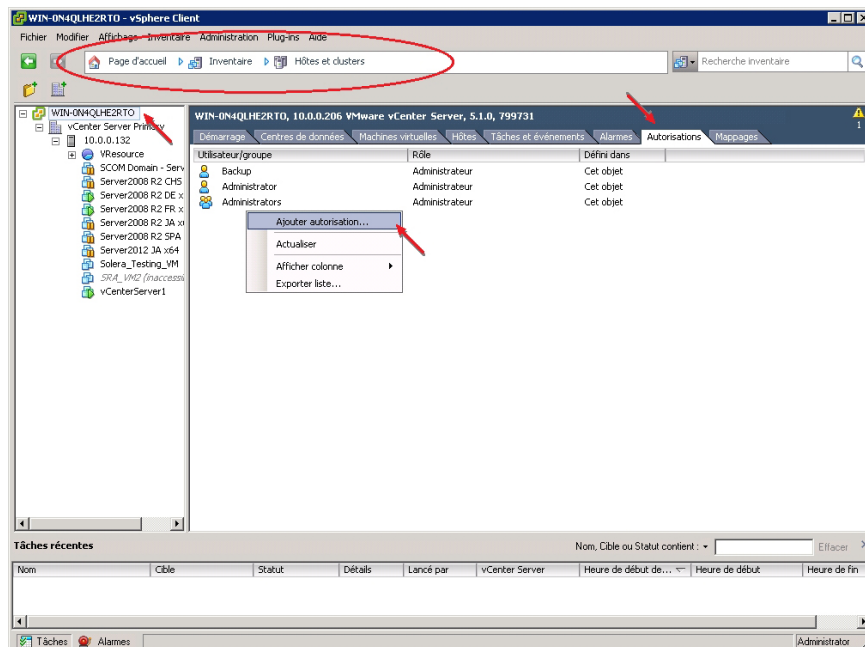 WIN-0N4QLHE2RTO - vSphere Client
Fichier Modifier Affichage Inventaire Administration Plug-ins Aide
Page d'accueil Inventaire Hôtes et clusters Recherche inventaire
WIN-0N4QLHE2RTO
vCenter Server Primary
10.0.0.132
VResource
SCOM Domain - Serv
Server2008 R2 CHS
Server2008 R2 DE x
Server2008 R2 FR x
Server2008 R2 JA x
Server2008 R2 SPA
Server2012 JA x64
Solera_Testing_VM
SRA_VM2 (inaccessi
vCenterServer1
WIN-0N4QLHE2RTO, 10.0.0.206 VMware vCenter Server, 5.1.0, 799731
1
Démarrage Centres de données Machines virtuelles Hôtes Tâches et événements Alarmes Autorisations Mappages
Utilisateur/groupe Rôle Défini dans
Backup Administrateur Cet objet
Administrator Administrateur Cet objet
Administrators Administrateur Cet objet
Ajouter autorisation...
Actualiser
Afficher colonne
Exporter liste...
Tâches récentes Nom, Cible ou Statut contient : Effacer
Nom Cible Statut Détails Lancé par vCenter Server Heure de début de... Heure de début Heure de fin
Tâches Alarmes Administrator